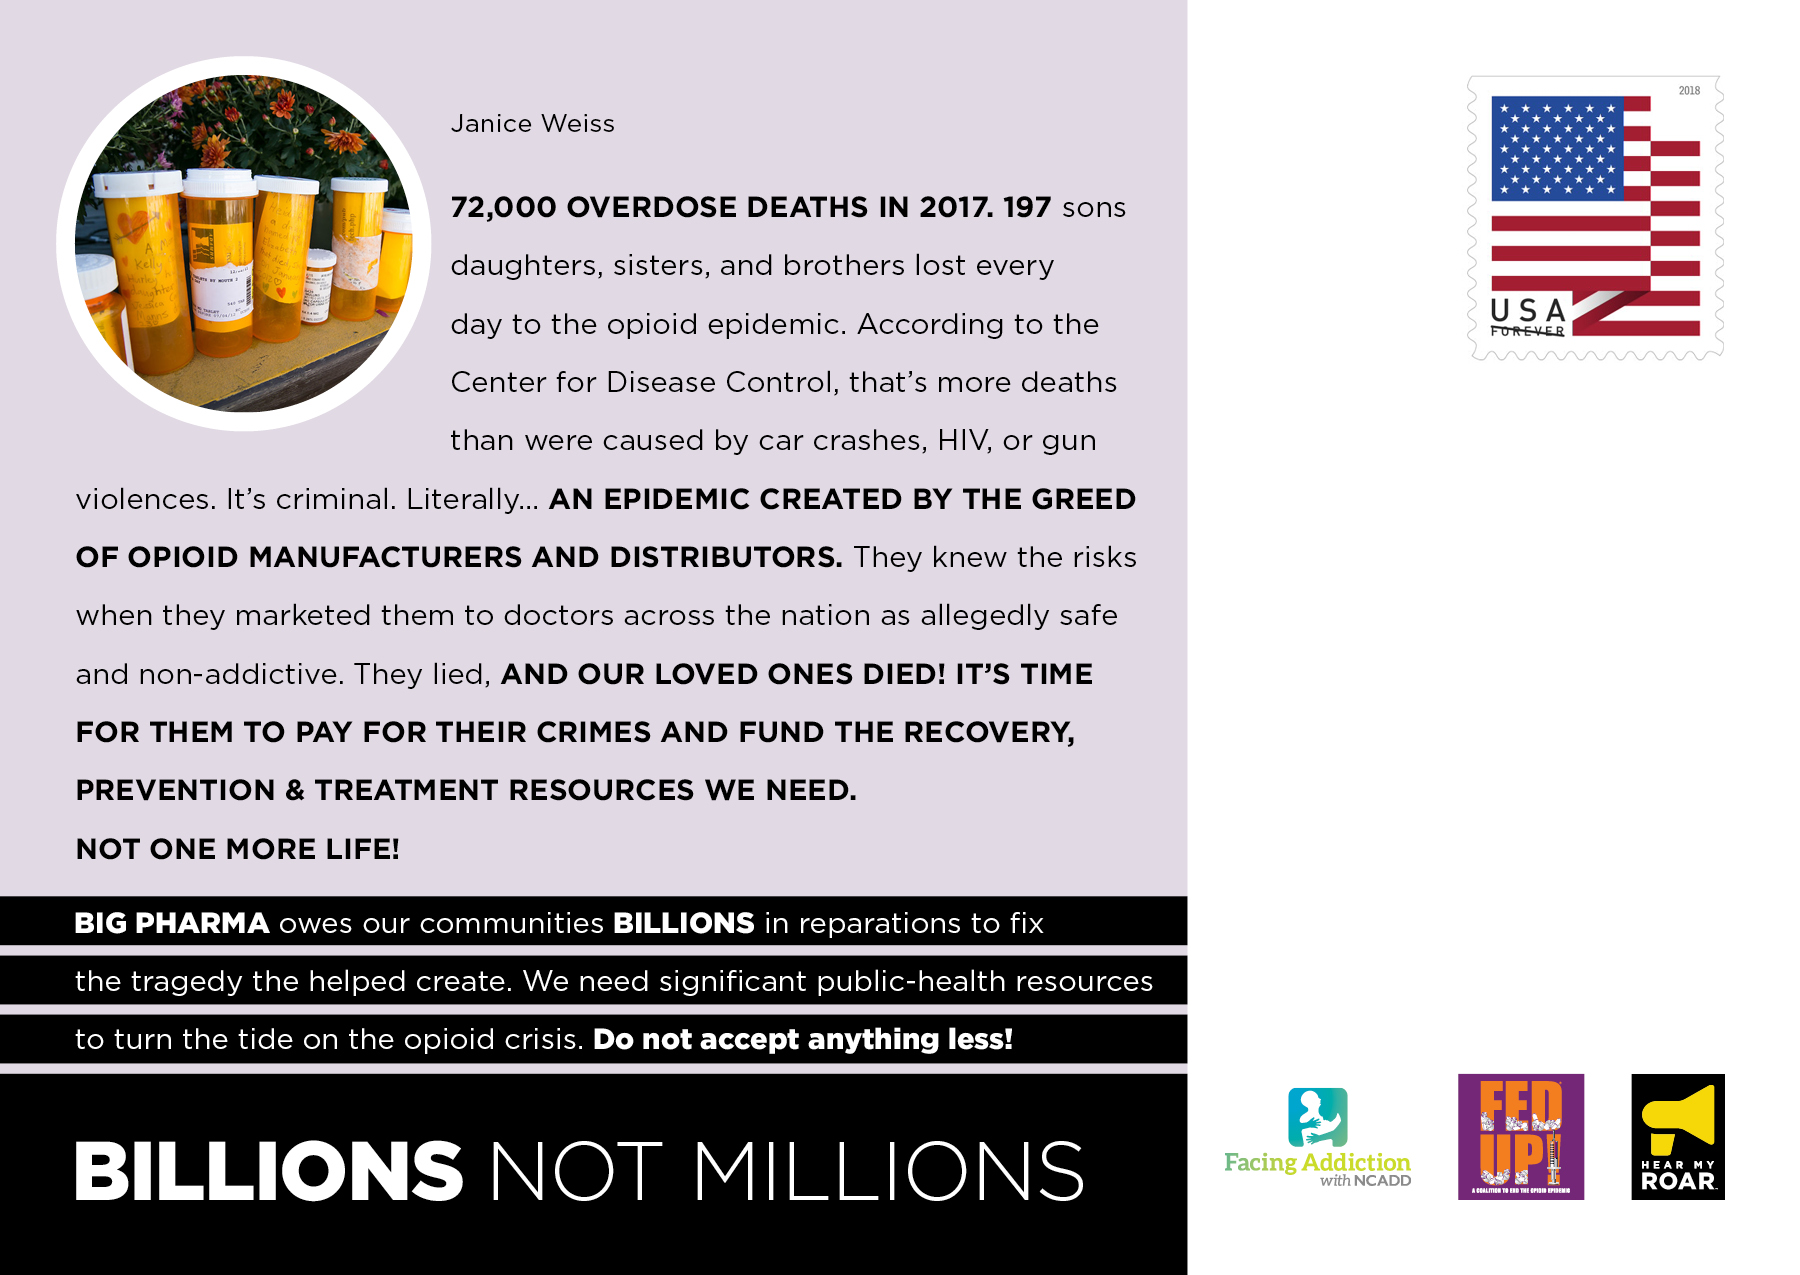 Janice Weiss
72,000 OVERDOSE DEATHS IN 2017. 197 sons
daughters, sisters, and brothers lost every
day to the opioid epidemic. According to the
Center for Disease Control, that’s more deaths
than were caused by car crashes, HIV, or gun
violences. It’s criminal. Literally... AN EPIDEMIC CREATED BY THE GREED
OF OPIOID MANUFACTURERS AND DISTRIBUTORS. They knew the risks
when they marketed them to doctors across the nation as allegedly safe
and non-addictive. They lied, AND OUR LOVED ONES DIED! IT’S TIME
FOR THEM TO PAY FOR THEIR CRIMES AND FUND THE RECOVERY,
PREVENTION & TREATMENT RESOURCES WE NEED.
NOT ONE MORE LIFE!
BIG PHARMA owes our communities BILLIONS in reparations to fix
the tragedy the helped create. We need significant public-health resources
to turn the tide on the opioid crisis. Do not accept anything less!
BILLIONS NOT MILLIONS
2018
USA
FOREVER
Facing Addiction
with NCADD
FED
UP!
A COALITION TO END THE OPIOID EPIDEMIC
HEAR MY
ROAR